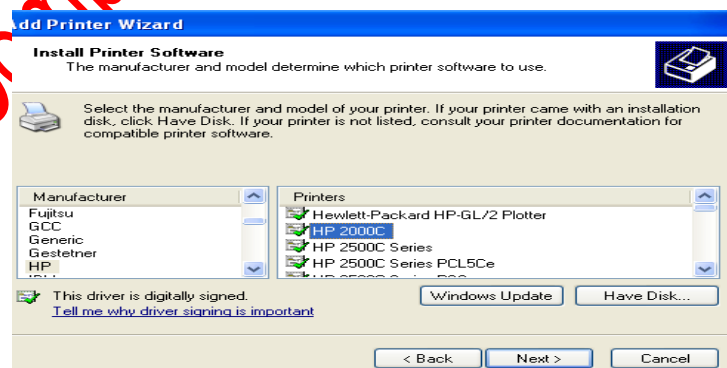 Add Printer Wizard
Install Printer Software
The manufacturer and model determine which printer software to use.
Select the manufacturer and model of your printer. If your printer came with an installation
disk, click Have Disk. If your printer is not listed, consult your printer documentation for
compatible printer software.
Manufacturer
Fujitsu
GCC
Generic
Gestetner
HP
Printers
Hewlett-Packard HP-GL/2 Plotter
HP 2000C
HP 2500C Series
HP 2500C Series PCL5Ce
This driver is digitally signed.
Tell me why driver signing is important
Windows Update
Have Disk...
< Back
Next >
Cancel